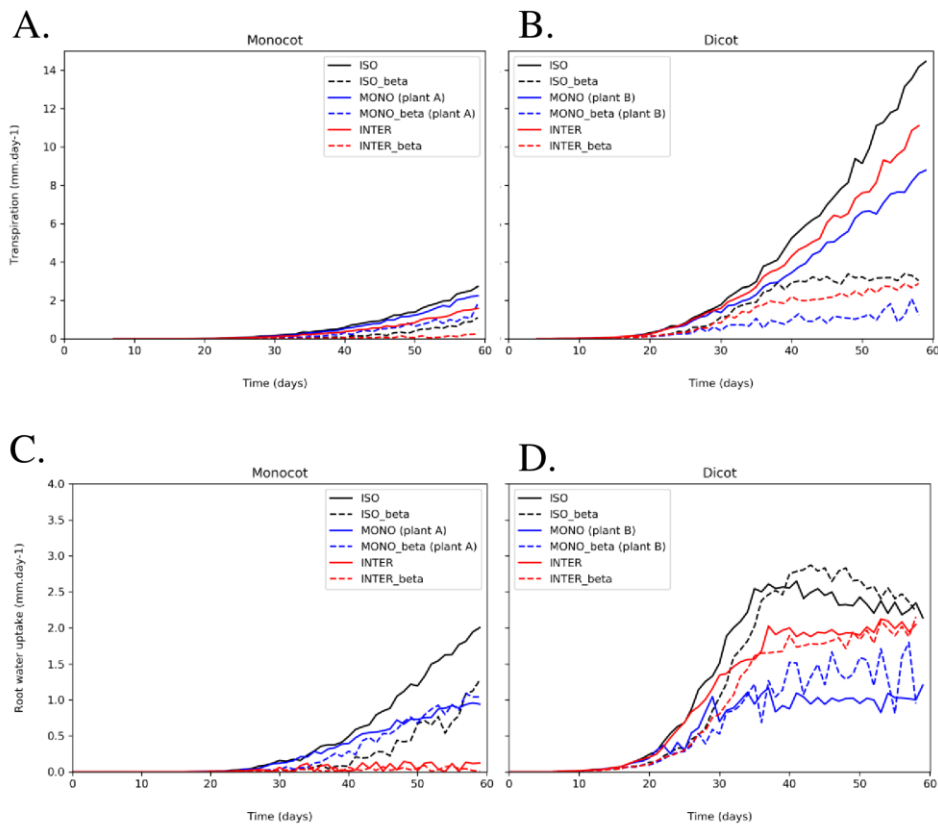 A.
B.
Monocot
Dicot
14
12
10
8
6
4
2
0
Transpiration (mm.day-1)
ISO
ISO_beta
MONO (plant A)
MONO_beta (plant A)
INTER
INTER_beta
ISO
ISO_beta
MONO (plant B)
MONO_beta (plant B)
INTER
INTER_beta
0 10 20 30 40 50 60
0 10 20 30 40 50 60
Time (days)
Time (days)
C.
D.
Monocot
Dicot
4.0
3.5
3.0
2.5
2.0
1.5
1.0
0.5
0.0
Root water uptake (mm.day-1)
ISO
ISO_beta
MONO (plant A)
MONO_beta (plant A)
INTER
INTER_beta
ISO
ISO_beta
MONO (plant B)
MONO_beta (plant B)
INTER
INTER_beta
0 10 20 30 40 50 60
0 10 20 30 40 50 60
Time (days)
Time (days)